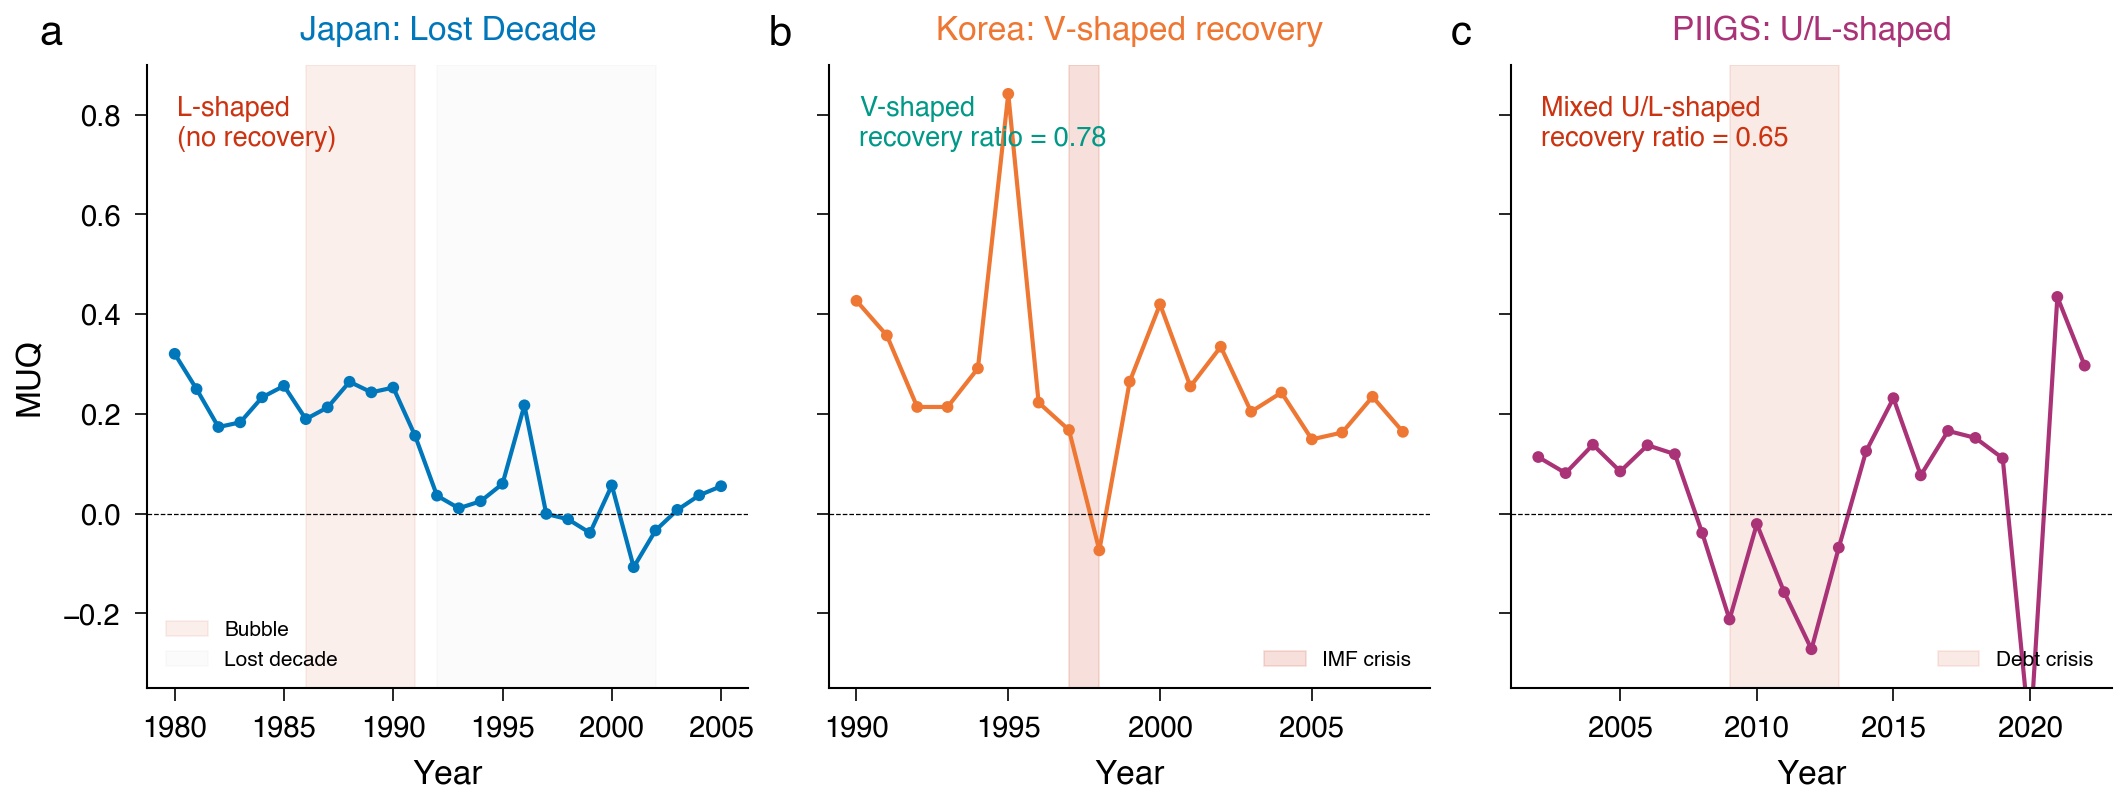 a
Japan: Lost Decade
L-shaped
(no recovery)
MUQ
0.8
0.6
0.4
0.2
0.0
−0.2
Bubble
Lost decade
1980 1985 1990 1995 2000 2005
Year
b
Korea: V-shaped recovery
V-shaped
recovery ratio = 0.78
IMF crisis
1990 1995 2000 2005
Year
c
PIIGS: U/L-shaped
Mixed U/L-shaped
recovery ratio = 0.65
Debt crisis
2005 2010 2015 2020
Year